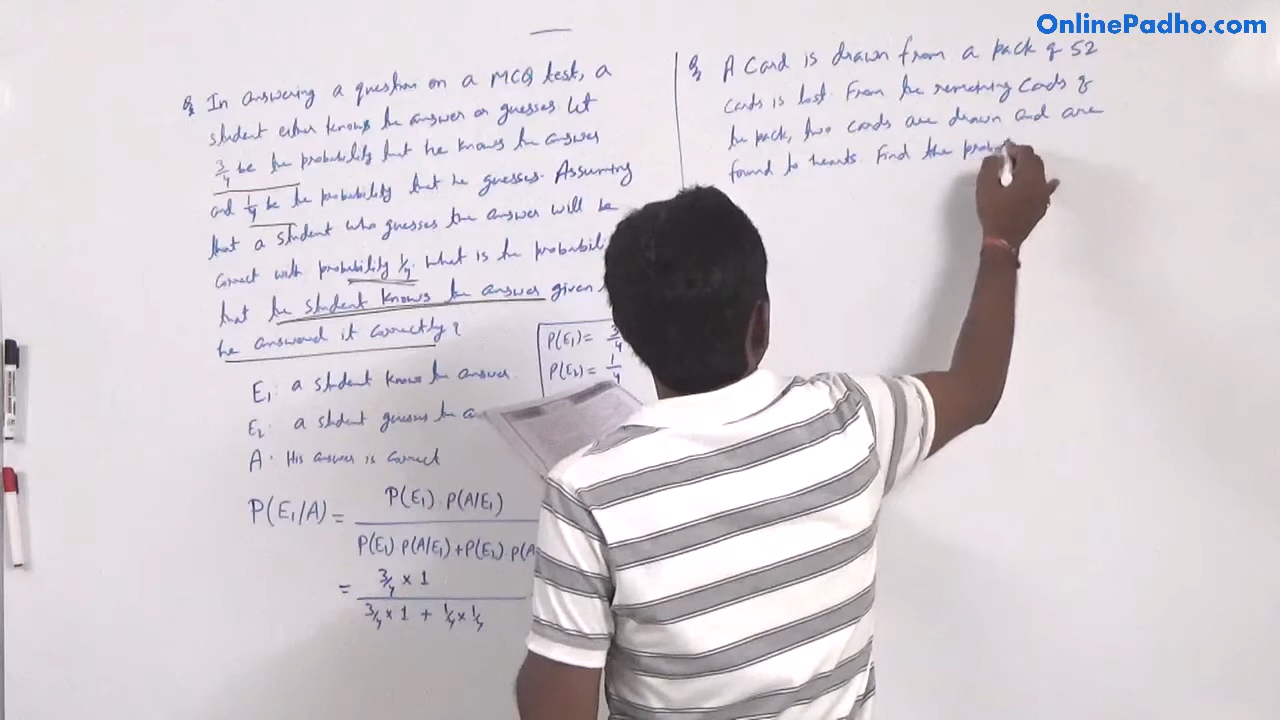 OnlinePadho.com
Q. In answering a question on a MCQ test, a
student either knows the answer or guesses let
3/4 be the probability that he knows the answer
and 1/4 be the probability that he guesses. Assuming
that a student who guesses the answer will be
correct with probability 1/4. What is the
that the student knows the answer given
he answered it correctly?
E1: a student knows the answer.
E2: a student guesses the
A: His answer is correct
P(E1) = 3/4
P(E2) = 1/4
P(E1/A) = P(E1) · P(A/E1)
P(E1) P(A/E1) + P(E2) P(A
= 3/4 × 1
3/4 × 1 + 1/4 × 1/4
Q. A Card is drawn from a pack of 52
cards is lost. From the remaining cards of
the pack, two cards are drawn and are
found to hearts. Find the